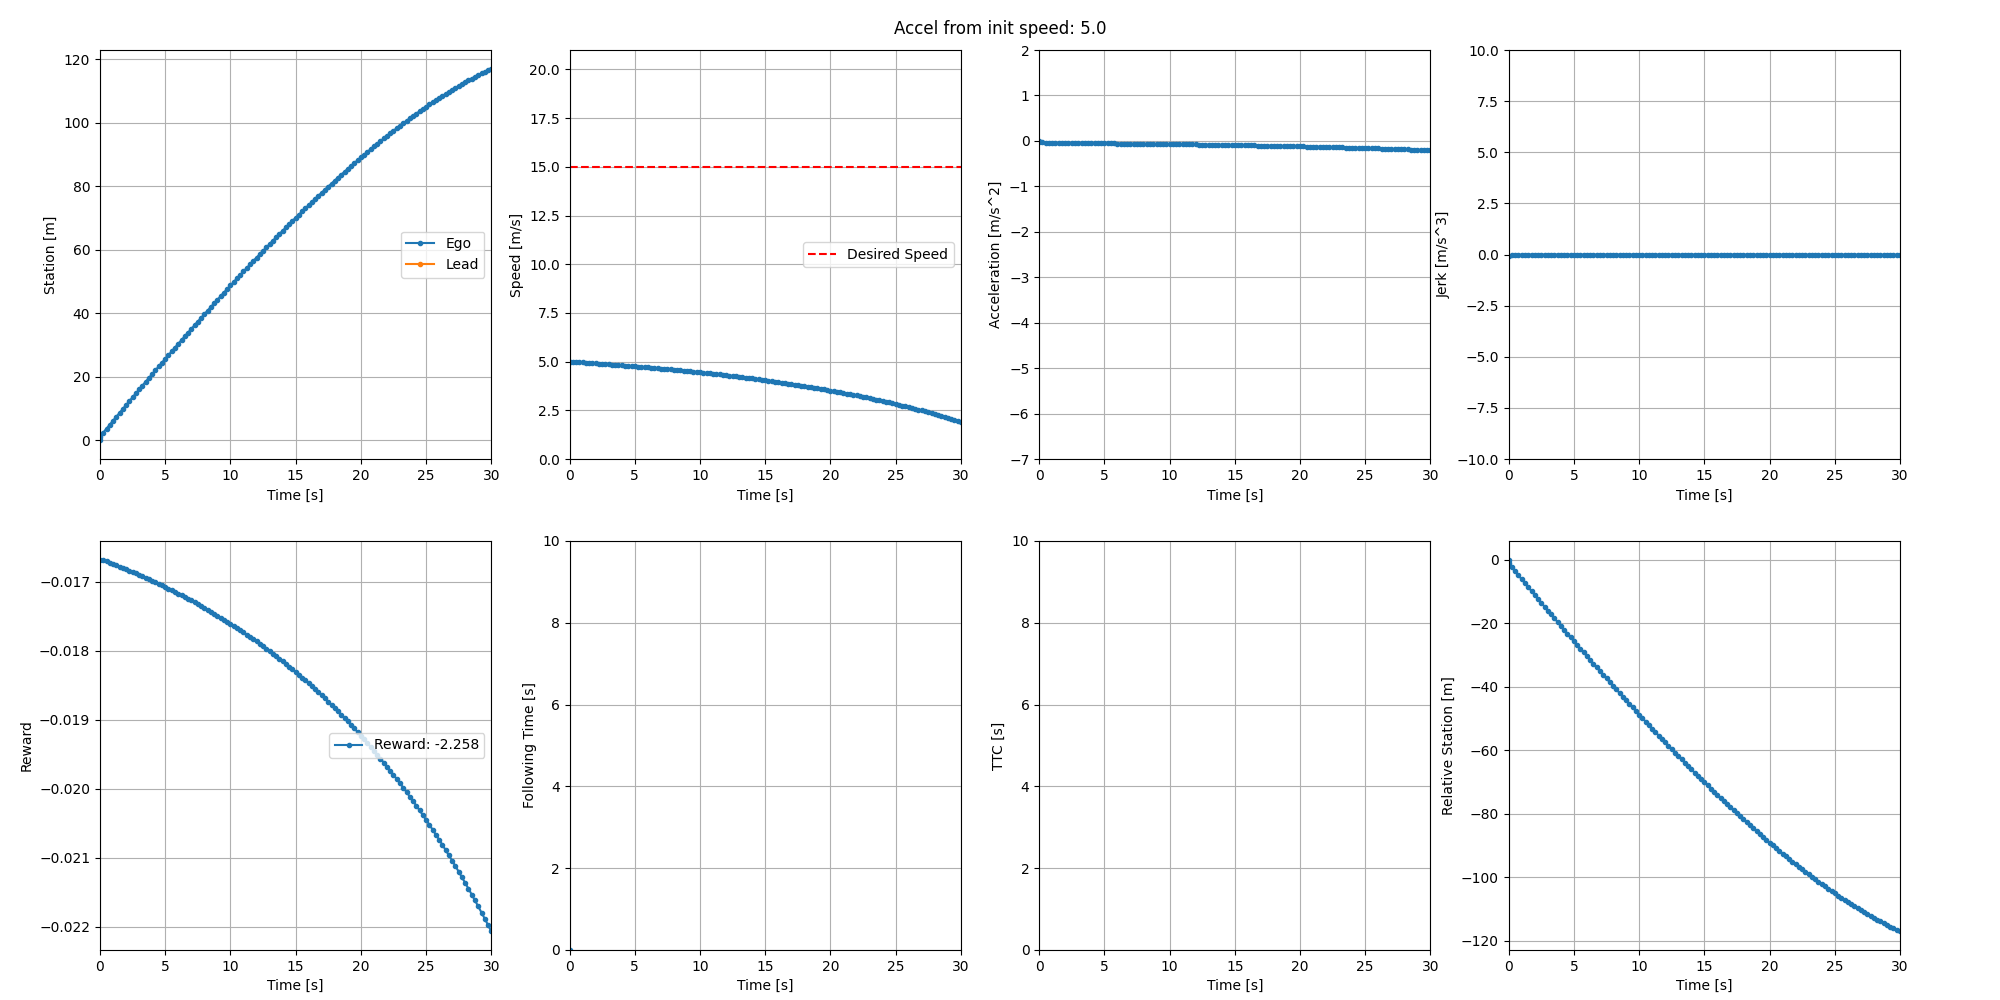 Accel from init speed: 5.0
120
100
80
60
40
20
0
Station [m]
Ego
Lead
0 5 10 15 20 25 30
Time [s]
20.0
17.5
15.0
12.5
10.0
7.5
5.0
2.5
0.0
Speed [m/s]
Desired Speed
0 5 10 15 20 25 30
Time [s]
2
1
0
−1
−2
−3
−4
−5
−6
−7
Acceleration [m/s^2]
0 5 10 15 20 25 30
Time [s]
10.0
7.5
5.0
2.5
0.0
−2.5
−5.0
−7.5
−10.0
Jerk [m/s^3]
0 5 10 15 20 25 30
Time [s]
−0.017
−0.018
−0.019
−0.020
−0.021
−0.022
Reward
Reward: -2.258
0 5 10 15 20 25 30
Time [s]
10
8
6
4
2
0
Following Time [s]
0 5 10 15 20 25 30
Time [s]
10
8
6
4
2
0
TTC [s]
0 5 10 15 20 25 30
Time [s]
0
−20
−40
−60
−80
−100
−120
Relative Station [m]
0 5 10 15 20 25 30
Time [s]